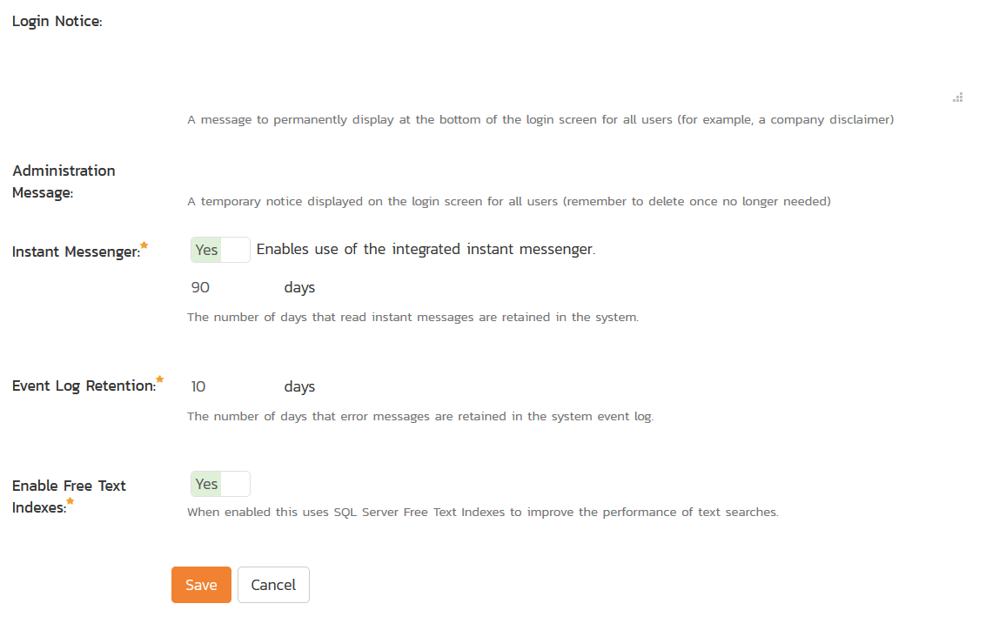 Login Notice:
A message to permanently display at the bottom of the login screen for all users (for example, a company disclaimer)
Administration
Message:
A temporary notice displayed on the login screen for all users (remember to delete once no longer needed)
Instant Messenger:
Yes Enables use of the integrated instant messenger.
90 days
The number of days that read instant messages are retained in the system.
Event Log Retention:
10 days
The number of days that error messages are retained in the system event log.
Enable Free Text
Indexes:
Yes
When enabled this uses SQL Server Free Text Indexes to improve the performance of text searches.
Save Cancel